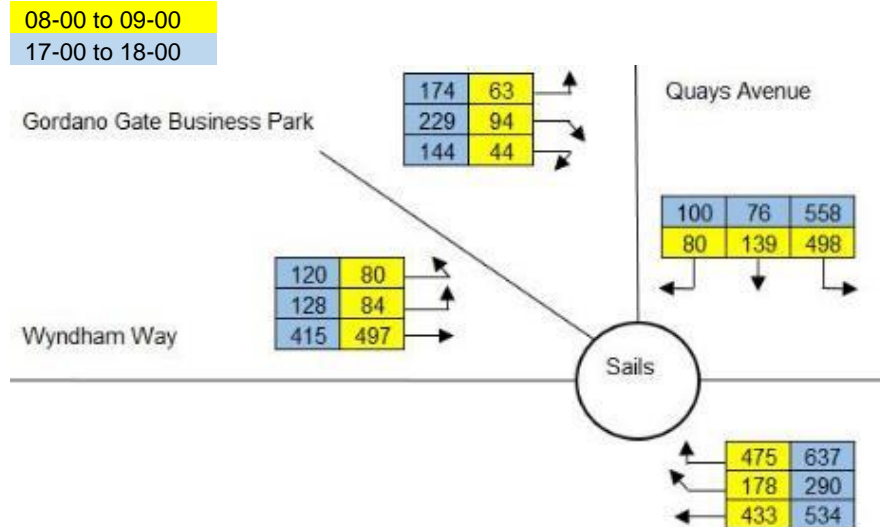 08-00 to 09-00
17-00 to 18-00
174 63
Quays Avenue
Gordano Gate Business Park
229 94
144 44
100 76 558
80 139 498
120 80
128 84
Wyndham Way
415 497
Sails
475 637
178 290
433 534